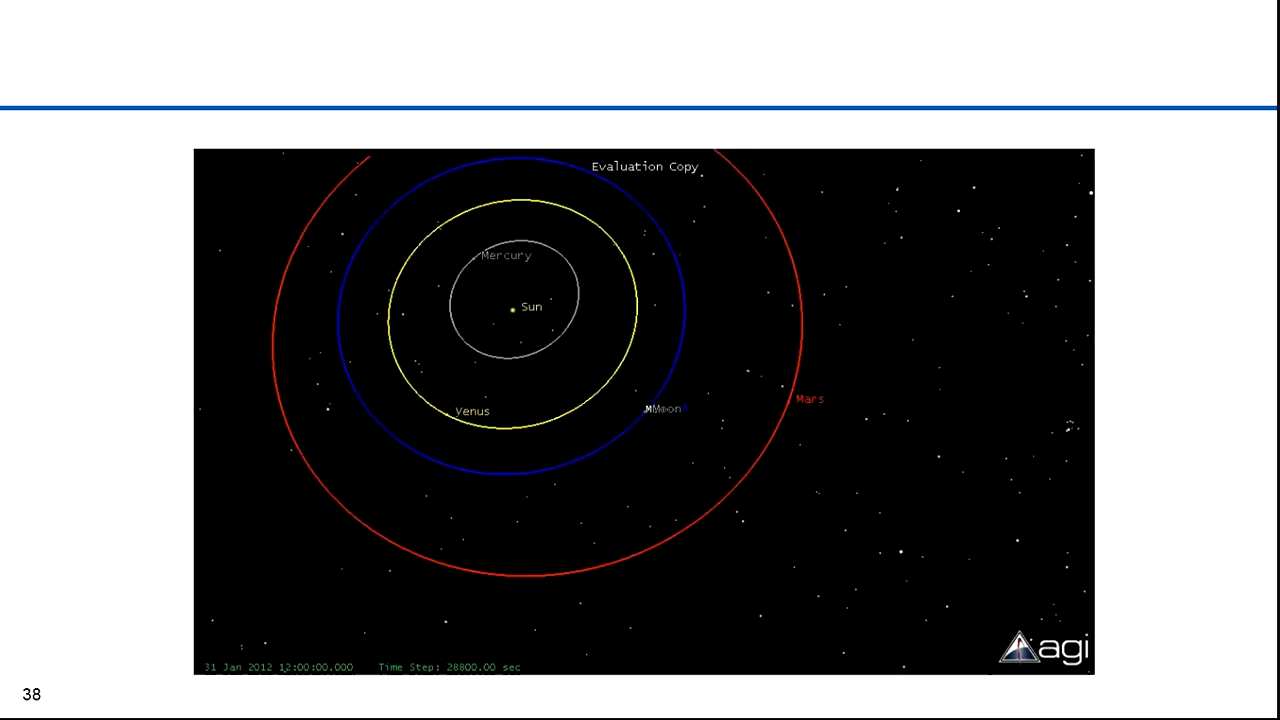 Evaluation Copy
Mercury
Sun
Venus
Moon
Mars
agi
31 Jan 2012 12:00:00.000 Time Step: 28800.00 sec
38